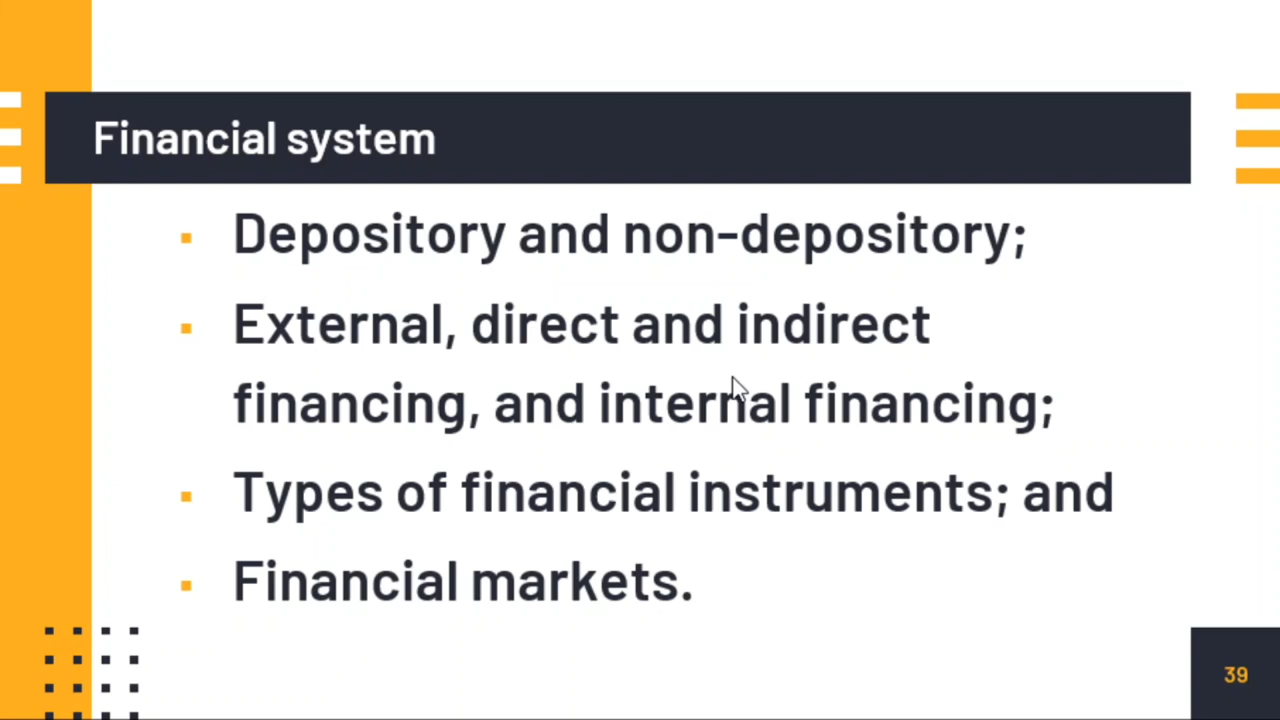 Financial system
Depository and non-depository;
External, direct and indirect
financing, and internal financing;
Types of financial instruments; and
Financial markets.
39